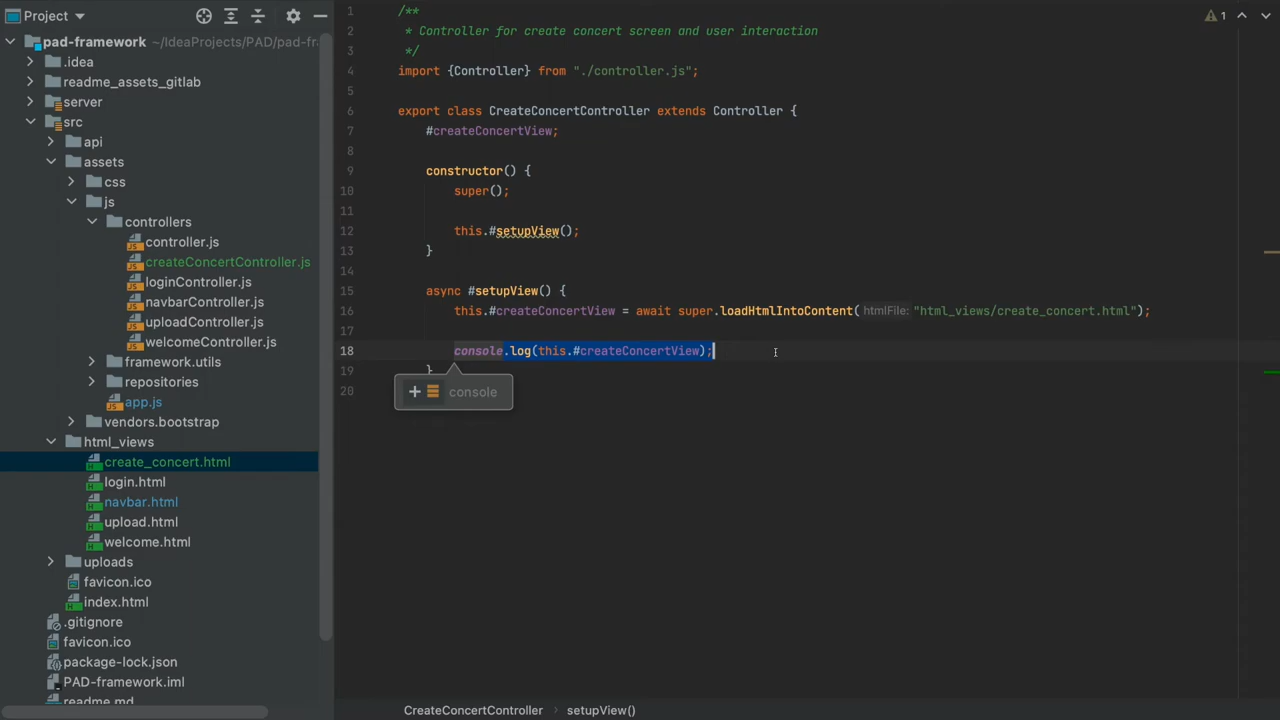 Project
pad-framework ~/IdeaProjects/PAD/pad-fr
.idea
readme_assets_gitlab
server
src
api
assets
css
js
controllers
controller.js
createConcertController.js
loginController.js
navbarController.js
uploadController.js
welcomeController.js
framework.utils
repositories
app.js
vendors.bootstrap
html_views
create_concert.html
login.html
navbar.html
upload.html
welcome.html
uploads
favicon.ico
index.html
.gitignore
favicon.ico
package-lock.json
PAD-framework.iml
readme.md
1
1 /**
2 * Controller for create concert screen and user interaction
3 */
4 import {Controller} from "./controller.js";
5
6 export class CreateConcertController extends Controller {
7 #createConcertView;
8
9 constructor() {
10 super();
11
12 this.#setupView();
13 }
14
15 async #setupView() {
16 this.#createConcertView = await super.loadHtmlIntoContent( htmlFile: "html_views/create_concert.html");
17
18 console.log(this.#createConcertView);
19 }
20
+ console
CreateConcertController › setupView()